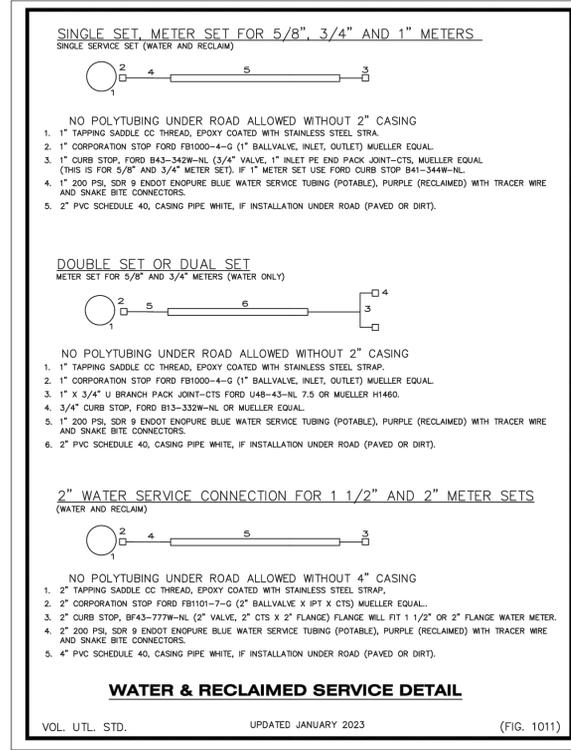 SINGLE SET, METER SET FOR 5/8", 3/4" AND 1" METERS
SINGLE SERVICE SET (WATER AND RECLAIM)
2
4
5
3
1
NO POLYTUBING UNDER ROAD ALLOWED WITHOUT 2" CASING
1. 1" TAPPING SADDLE CC THREAD, EPOXY COATED WITH STAINLESS STEEL STRA.
2. 1" CORPORATION STOP FORD FB1000-4-G (1" BALLVALVE, INLET, OUTLET) MUELLER EQUAL.
3. 1" CURB STOP, FORD B43-342W-NL (3/4" VALVE, 1" INLET PE END PACK JOINT-CTS, MUELLER EQUAL
(THIS IS FOR 5/8" AND 3/4" METER SET). IF 1" METER SET USE FORD CURB STOP B41-344W-NL.
4. 1" 200 PSI, SDR 9 ENDOT ENOPURE BLUE WATER SERVICE TUBING (POTABLE), PURPLE (RECLAIMED) WITH TRACER WIRE
AND SNAKE BITE CONNECTORS.
5. 2" PVC SCHEDULE 40, CASING PIPE WHITE, IF INSTALLATION UNDER ROAD (PAVED OR DIRT).
DOUBLE SET OR DUAL SET
METER SET FOR 5/8" AND 3/4" METERS (WATER ONLY)
2
5
6
4
3
1
NO POLYTUBING UNDER ROAD ALLOWED WITHOUT 2" CASING
1. 1" TAPPING SADDLE CC THREAD, EPOXY COATED WITH STAINLESS STEEL STRAP.
2. 1" CORPORATION STOP FORD FB1000-4-G (1" BALLVALVE, INLET, OUTLET) MUELLER EQUAL.
3. 1" X 3/4" U BRANCH PACK JOINT-CTS FORD U48-43-NL 7.5 OR MUELLER H1460.
4. 3/4" CURB STOP, FORD B13-332W-NL OR MUELLER EQUAL.
5. 1" 200 PSI, SDR 9 ENDOT ENOPURE BLUE WATER SERVICE TUBING (POTABLE), PURPLE (RECLAIMED) WITH TRACER WIRE
AND SNAKE BITE CONNECTORS.
6. 2" PVC SCHEDULE 40, CASING PIPE WHITE, IF INSTALLATION UNDER ROAD (PAVED OR DIRT).
2" WATER SERVICE CONNECTION FOR 1 1/2" AND 2" METER SETS
(WATER AND RECLAIM)
2
4
5
3
1
NO POLYTUBING UNDER ROAD ALLOWED WITHOUT 4" CASING
1. 2" TAPPING SADDLE CC THREAD, EPOXY COATED WITH STAINLESS STEEL STRAP,
2. 2" CORPORATION STOP FORD FB1101-7-G (2" BALLVALVE X IPT X CTS) MUELLER EQUAL..
3. 2" CURB STOP, BF43-777W-NL (2" VALVE, 2" CTS X 2" FLANGE) FLANGE WILL FIT 1 1/2" OR 2" FLANGE WATER METER.
4. 2" 200 PSI, SDR 9 ENDOT ENOPURE BLUE WATER SERVICE TUBING (POTABLE), PURPLE (RECLAIMED) WITH TRACER WIRE
AND SNAKE BITE CONNECTORS.
5. 4" PVC SCHEDULE 40, CASING PIPE WHITE, IF INSTALLATION UNDER ROAD (PAVED OR DIRT).
WATER & RECLAIMED SERVICE DETAIL
VOL. UTL. STD.
UPDATED JANUARY 2023
(FIG. 1011)